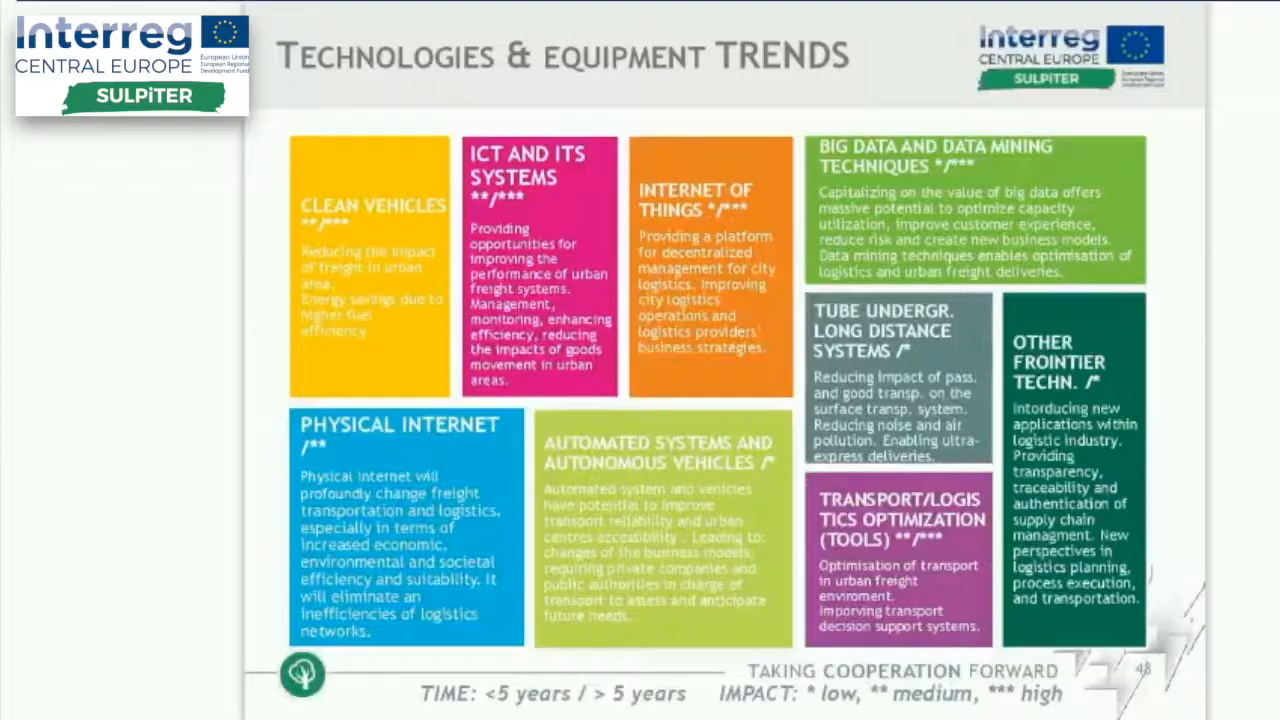 Interreg
CENTRAL EUROPE
European Union
European Regional
Development Fund
SULPiTER
TECHNOLOGIES & EQUIPMENT TRENDS
Interreg
CENTRAL EUROPE
European Union
European Regional
Development Fund
SULPiTER
CLEAN VEHICLES
**/***
Reducing the impact
of freight in urban
area.
Energy savings due to
higher fuel
efficiency.
ICT AND ITS
SYSTEMS
**/***
Providing
opportunities for
improving the
performance of urban
freight systems.
Management,
monitoring, enhancing
efficiency, reducing
the impacts of goods
movement in urban
areas.
INTERNET OF
THINGS */***
Providing a platform
for decentralized
management for city
logistics. Improving
city logistics
operations and
logistics providers'
business strategies.
BIG DATA AND DATA MINING
TECHNIQUES */***
Capitalizing on the value of big data offers
massive potential to optimize capacity
utilization, improve customer experience,
reduce risk and create new business models.
Data mining techniques enables optimisation of
logistics and urban freight deliveries.
TUBE UNDERGR.
LONG DISTANCE
SYSTEMS /*
Reducing impact of pass.
and good transp. on the
surface transp. system.
Reducing noise and air
pollution. Enabling ultra-
express deliveries.
OTHER
FRONTIER
TECHN. /*
Intorducing new
applications within
logistic industry.
Providing
transparency,
traceability and
authentication of
supply chain
managment. New
perspectives in
logistics planning,
process execution,
and transportation.
PHYSICAL INTERNET
/**
Physical internet will
profoundly change freight
transportation and logistics,
especially in terms of
increased economic,
environmental and societal
efficiency and suitability. It
will eliminate an
inefficiencies of logistics
networks.
AUTOMATED SYSTEMS AND
AUTONOMOUS VEHICLES /*
Automated system and vehicles
have potential to improve
transport reliability and urban
centres accessibility . Leading to:
changes of the business models,
requiring private companies and
public authorities in charge of
transport to assess and anticipate
future needs.
TRANSPORT/LOGIS
TICS OPTIMIZATION
(TOOLS) **/***
Optimisation of transport
in urban freight
enviroment.
Imporving transport
decision support systems.
TAKING COOPERATION FORWARD
48
TIME: <5 years / > 5 years IMPACT: * low, ** medium, *** high